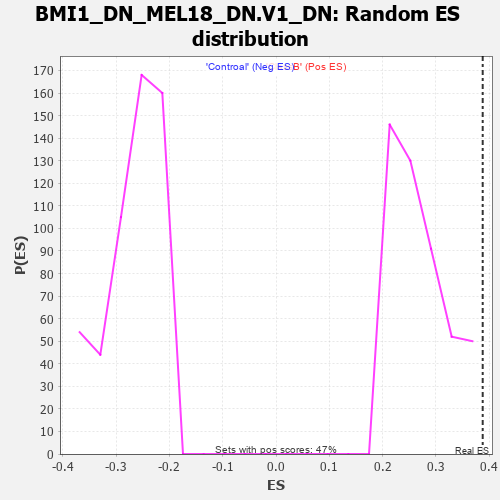 BMI1_DN_MEL18_DN.V1_DN: Random ES
distribution
'Controal' (Neg ES)B' (Pos ES)
170
160
150
140
130
120
110
100
90
80
70
60
50
40
30
20
10
0
P(ES)
Sets with pos scores: 47%
Real ES
-0.4 -0.3 -0.2 -0.1 0.0 0.1 0.2 0.3 0.4
ES